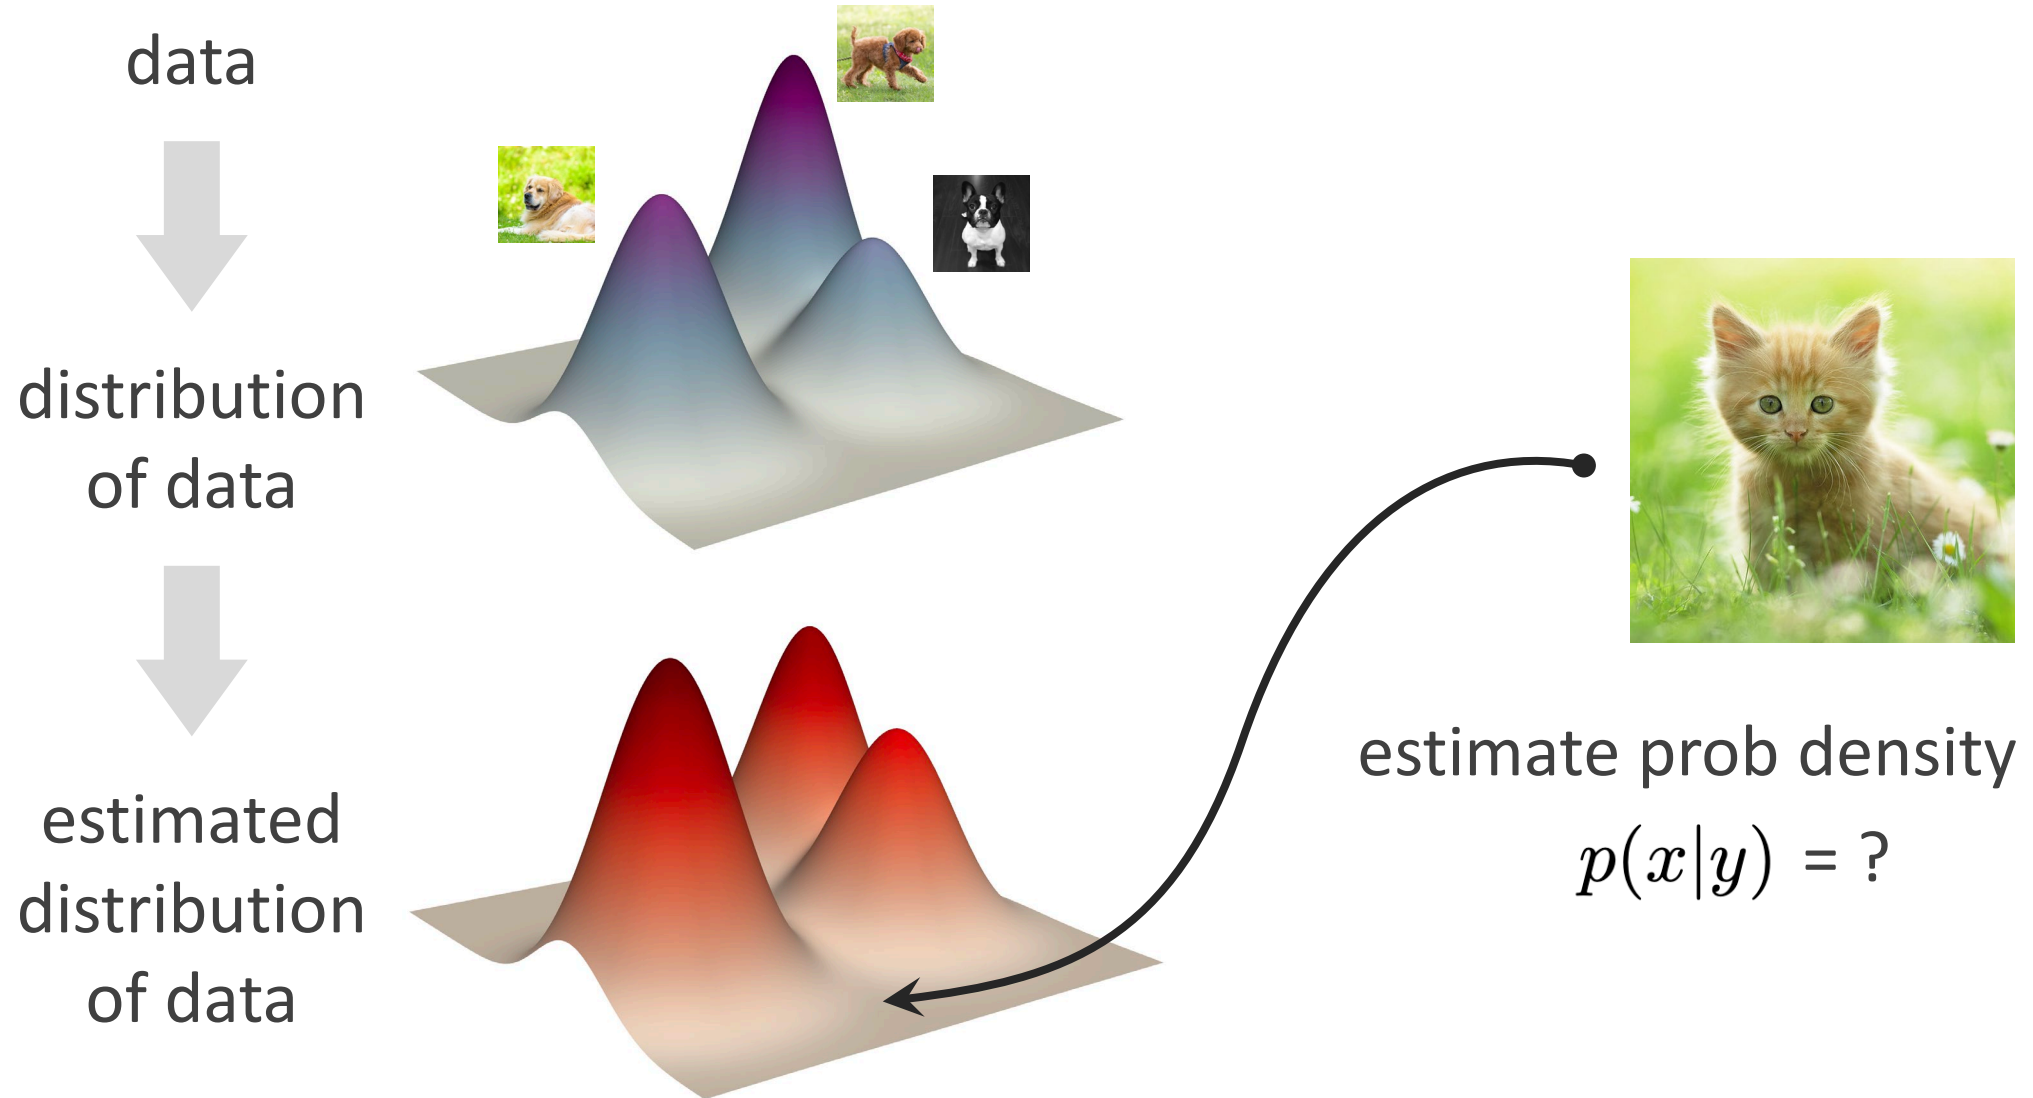 data
distribution
of data
estimated
distribution
of data
estimate prob density
p(x|y) = ?